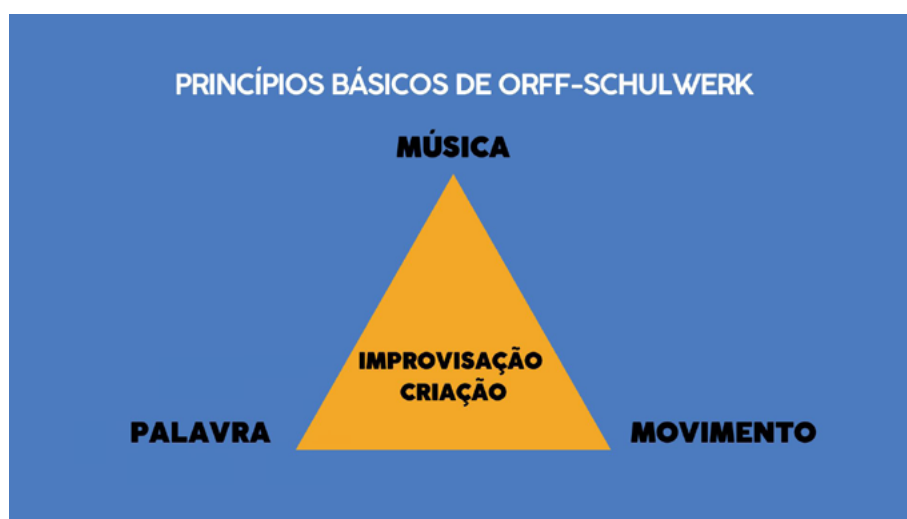 PRINCÍPIOS BÁSICOS DE ORFF-SCHULWERK
MÚSICA
IMPROVISAÇÃO
CRIAÇÃO
PALAVRA
MOVIMENTO